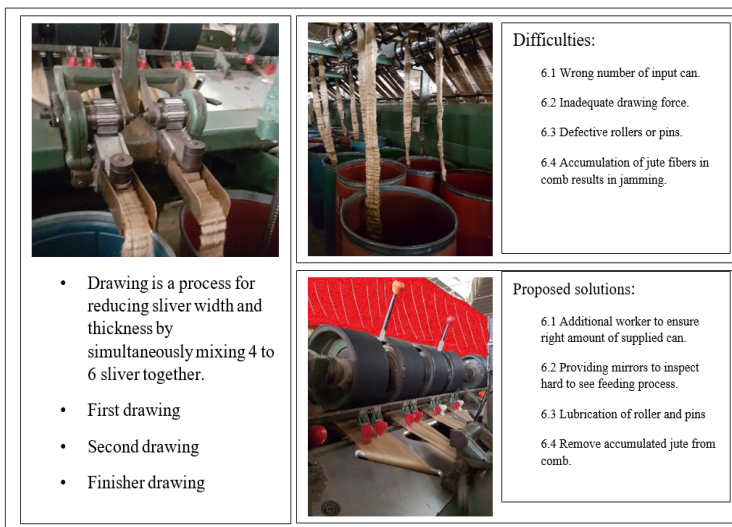 • Drawing is a process for
reducing sliver width and
thickness by
simultaneously mixing 4 to
6 sliver together.
• First drawing
• Second drawing
• Finisher drawing
Difficulties:
6.1 Wrong number of input can.
6.2 Inadequate drawing force.
6.3 Defective rollers or pins.
6.4 Accumulation of jute fibers in
comb results in jamming.
Proposed solutions:
6.1 Additional worker to ensure
right amount of supplied can.
6.2 Providing mirrors to inspect
hard to see feeding process.
6.3 Lubrication of roller and pins
6.4 Remove accumulated jute from
comb.